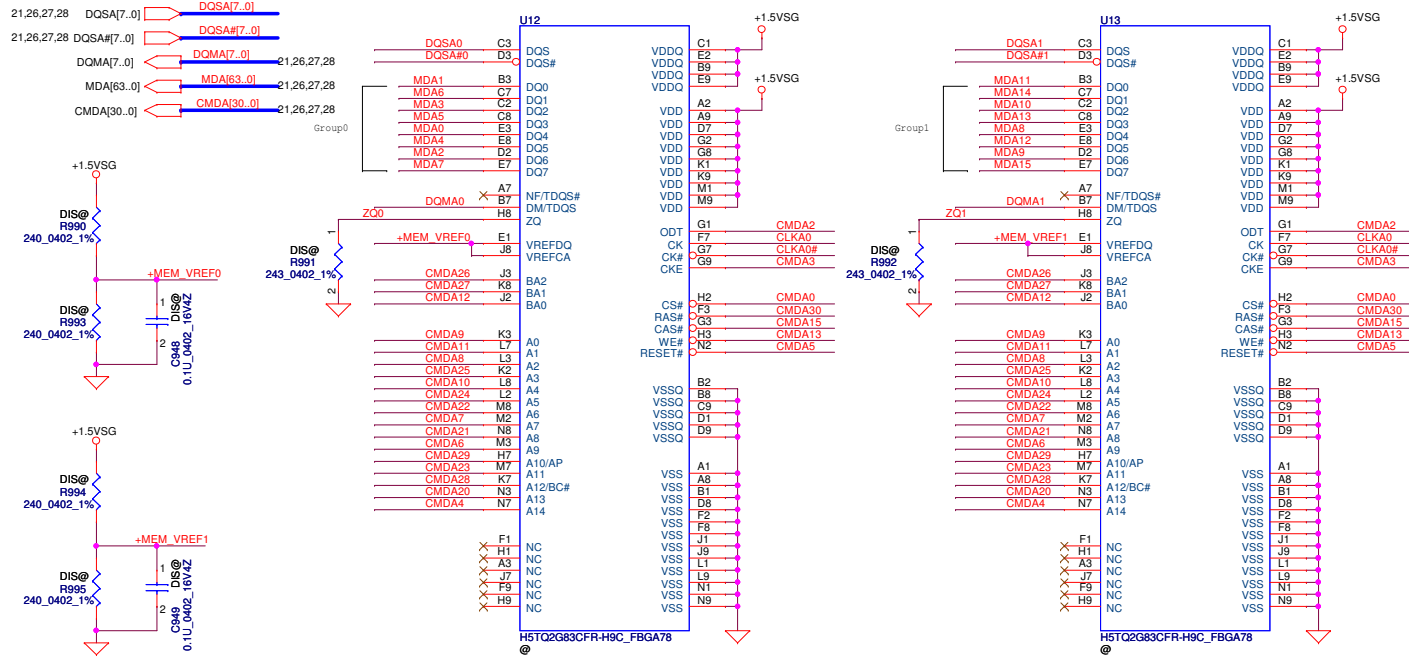 21,26,27,28 DQSA[7..0] DQSA[7..0]
21,26,27,28 DQSA#[7..0] DQSA#[7..0]
DQMA[7..0] DQMA[7..0] 21,26,27,28
MDA[63..0] MDA[63..0] 21,26,27,28
CMDA[30..0] CMDA[30..0] 21,26,27,28
+1.5VSG
DIS@
R990
240_0402_1%
+MEM_VREF0
DIS@
R993
240_0402_1%
1
2
DIS@
C948
0.1U_0402_16V4Z
+1.5VSG
DIS@
R994
240_0402_1%
+MEM_VREF1
DIS@
R995
240_0402_1%
1
2
DIS@
C949
0.1U_0402_16V4Z
U12
DQSA0 C3 DQS
DQSA#0 D3 DQS#
Group0
MDA1 B3 DQ0
MDA6 C7 DQ1
MDA3 C2 DQ2
MDA5 C8 DQ3
MDA0 E3 DQ4
MDA4 E8 DQ5
MDA2 D2 DQ6
MDA7 E7 DQ7
A7 NF/TDQS#
DQMA0 B7 DM/TDQS
ZQ0 H8 ZQ
1
DIS@
R991
243_0402_1%
2
+MEM_VREF0 E1 VREFDQ
J8 VREFCA
CMDA26 J3 BA2
CMDA27 K8 BA1
CMDA12 J2 BA0
CMDA9 K3 A0
CMDA11 L7 A1
CMDA8 L3 A2
CMDA25 K2 A3
CMDA10 L8 A4
CMDA24 L2 A5
CMDA22 M8 A6
CMDA7 M2 A7
CMDA21 N8 A8
CMDA6 M3 A9
CMDA29 H7 A10/AP
CMDA23 M7 A11
CMDA28 K7 A12/BC#
CMDA20 N3 A13
CMDA4 N7 A14
F1 NC
H1 NC
A3 NC
J7 NC
F9 NC
H9 NC
+1.5VSG
VDDQ C1
VDDQ E2
VDDQ B9
VDDQ E9
+1.5VSG
VDD A2
VDD A9
VDD D7
VDD G2
VDD G8
VDD K1
VDD K9
VDD M1
VDD M9
ODT G1 CMDA2
CK F7 CLKA0
CK# G7 CLKA0#
CKE G9 CMDA3
CS# H2 CMDA0
RAS# F3 CMDA30
CAS# G3 CMDA15
WE# H3 CMDA13
RESET# N2 CMDA5
VSSQ B2
VSSQ B8
VSSQ C9
VSSQ D1
VSSQ D9
VSS A1
VSS A8
VSS B1
VSS D8
VSS F2
VSS F8
VSS J1
VSS J9
VSS L1
VSS L9
VSS N1
VSS N9
H5TQ2G83CFR-H9C_FBGA78
@
U13
DQSA1 C3 DQS
DQSA#1 D3 DQS#
Group1
MDA11 B3 DQ0
MDA14 C7 DQ1
MDA10 C2 DQ2
MDA13 C8 DQ3
MDA8 E3 DQ4
MDA12 E8 DQ5
MDA9 D2 DQ6
MDA15 E7 DQ7
A7 NF/TDQS#
DQMA1 B7 DM/TDQS
ZQ1 H8 ZQ
1
DIS@
R992
243_0402_1%
2
+MEM_VREF1 E1 VREFDQ
J8 VREFCA
CMDA26 J3 BA2
CMDA27 K8 BA1
CMDA12 J2 BA0
CMDA9 K3 A0
CMDA11 L7 A1
CMDA8 L3 A2
CMDA25 K2 A3
CMDA10 L8 A4
CMDA24 L2 A5
CMDA22 M8 A6
CMDA7 M2 A7
CMDA21 N8 A8
CMDA6 M3 A9
CMDA29 H7 A10/AP
CMDA23 M7 A11
CMDA28 K7 A12/BC#
CMDA20 N3 A13
CMDA4 N7 A14
F1 NC
H1 NC
A3 NC
J7 NC
F9 NC
H9 NC
+1.5VSG
VDDQ C1
VDDQ E2
VDDQ B9
VDDQ E9
+1.5VSG
VDD A2
VDD A9
VDD D7
VDD G2
VDD G8
VDD K1
VDD K9
VDD M1
VDD M9
ODT G1 CMDA2
CK F7 CLKA0
CK# G7 CLKA0#
CKE G9 CMDA3
CS# H2 CMDA0
RAS# F3 CMDA30
CAS# G3 CMDA15
WE# H3 CMDA13
RESET# N2 CMDA5
VSSQ B2
VSSQ B8
VSSQ C9
VSSQ D1
VSSQ D9
VSS A1
VSS A8
VSS B1
VSS D8
VSS F2
VSS F8
VSS J1
VSS J9
VSS L1
VSS L9
VSS N1
VSS N9
H5TQ2G83CFR-H9C_FBGA78
@